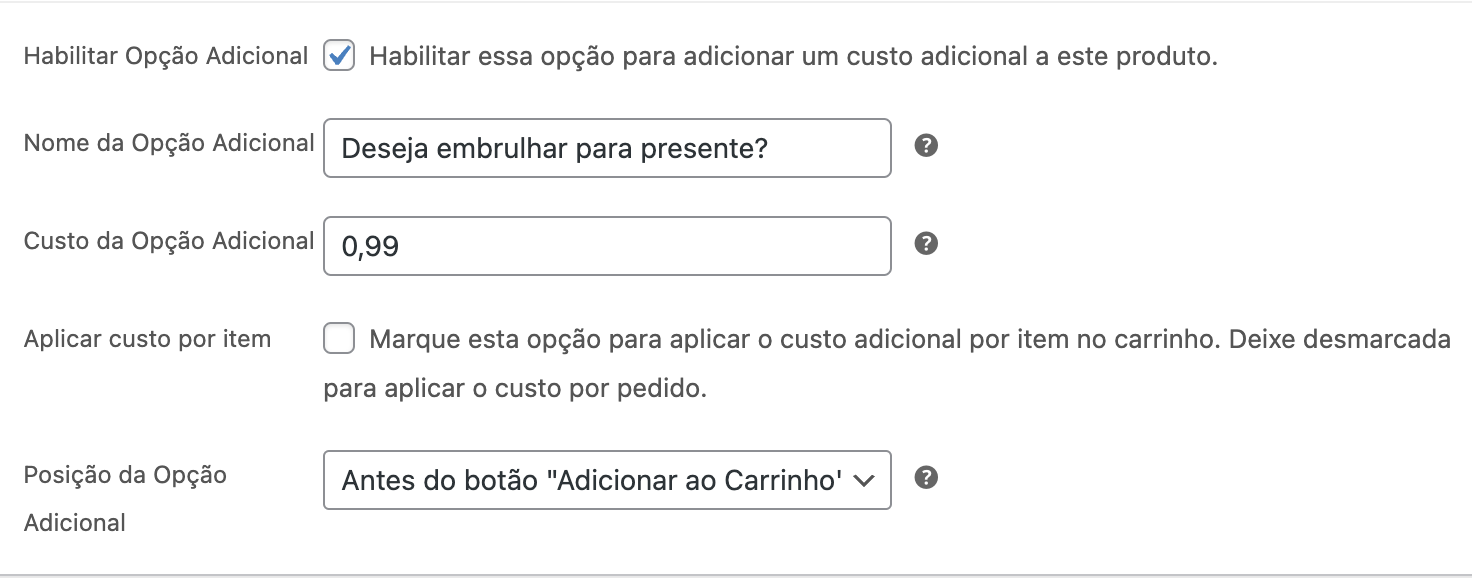 Habilitar Opção Adicional Habilitar essa opção para adicionar um custo adicional a este produto.
Nome da Opção Adicional Deseja embrulhar para presente? ?
Custo da Opção Adicional 0,99 ?
Aplicar custo por item Marque esta opção para aplicar o custo adicional por item no carrinho. Deixe desmarcada
para aplicar o custo por pedido.
Posição da Opção Antes do botão "Adicionar ao Carrinho' ?
Adicional